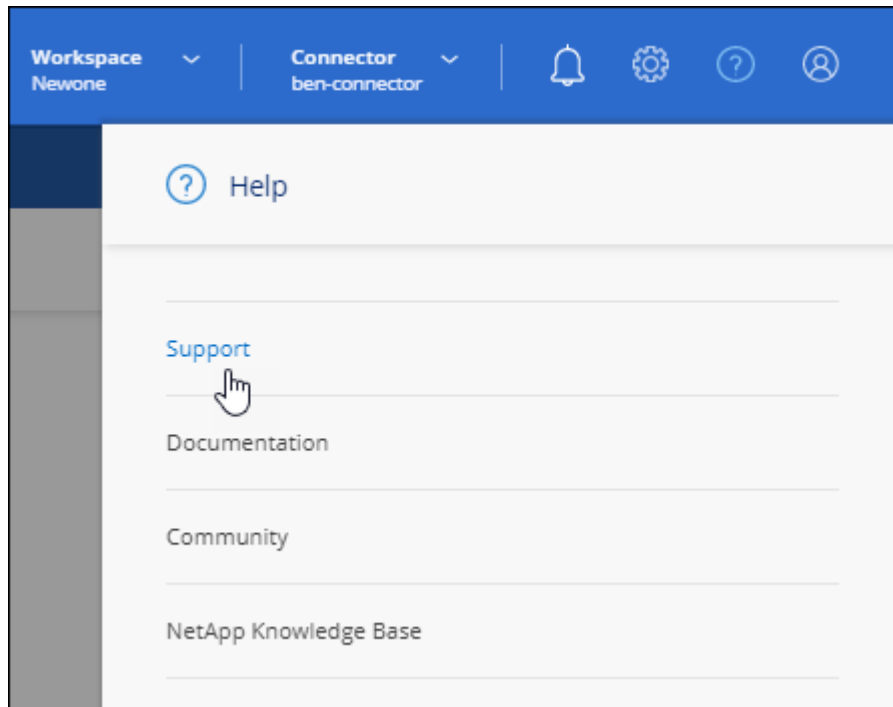 Workspace
Newone
Connector
ben-connector
Help
Support
Documentation
Community
NetApp Knowledge Base